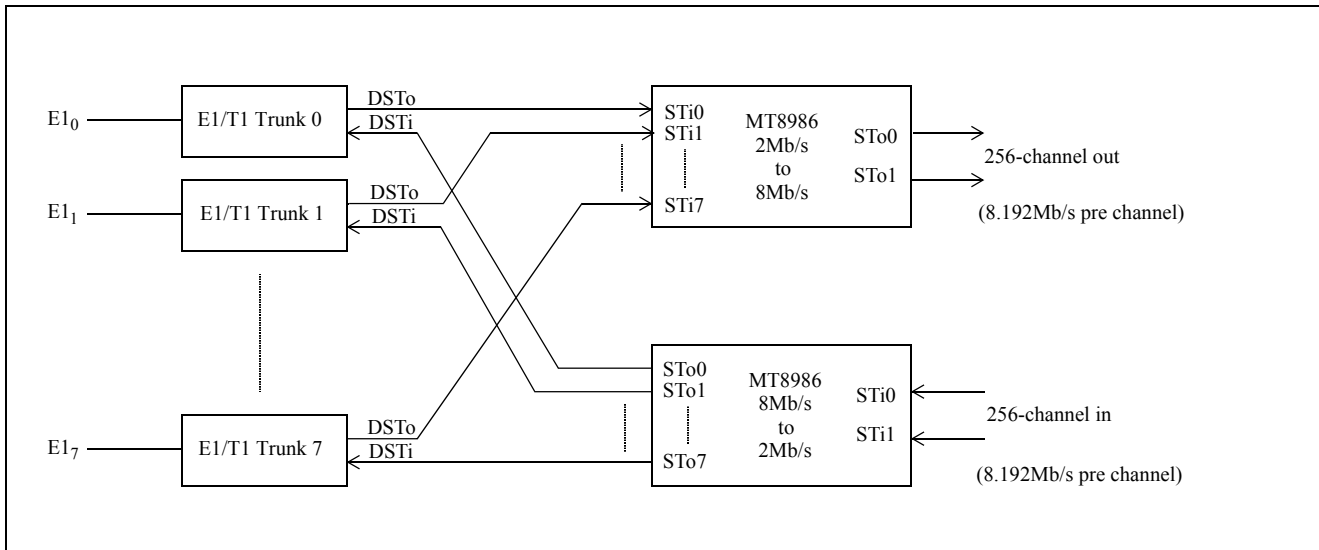 E1₀
E1/T1 Trunk 0
DSTo
DSTi
STi0
STi1
STi7
MT8986
2Mb/s
to
8Mb/s
STo0
STo1
256-channel out
(8.192Mb/s pre channel)
E1₁
E1/T1 Trunk 1
DSTo
DSTi
E1₇
E1/T1 Trunk 7
DSTo
DSTi
STo0
STo1
STo7
MT8986
8Mb/s
to
2Mb/s
STi0
STi1
256-channel in
(8.192Mb/s pre channel)